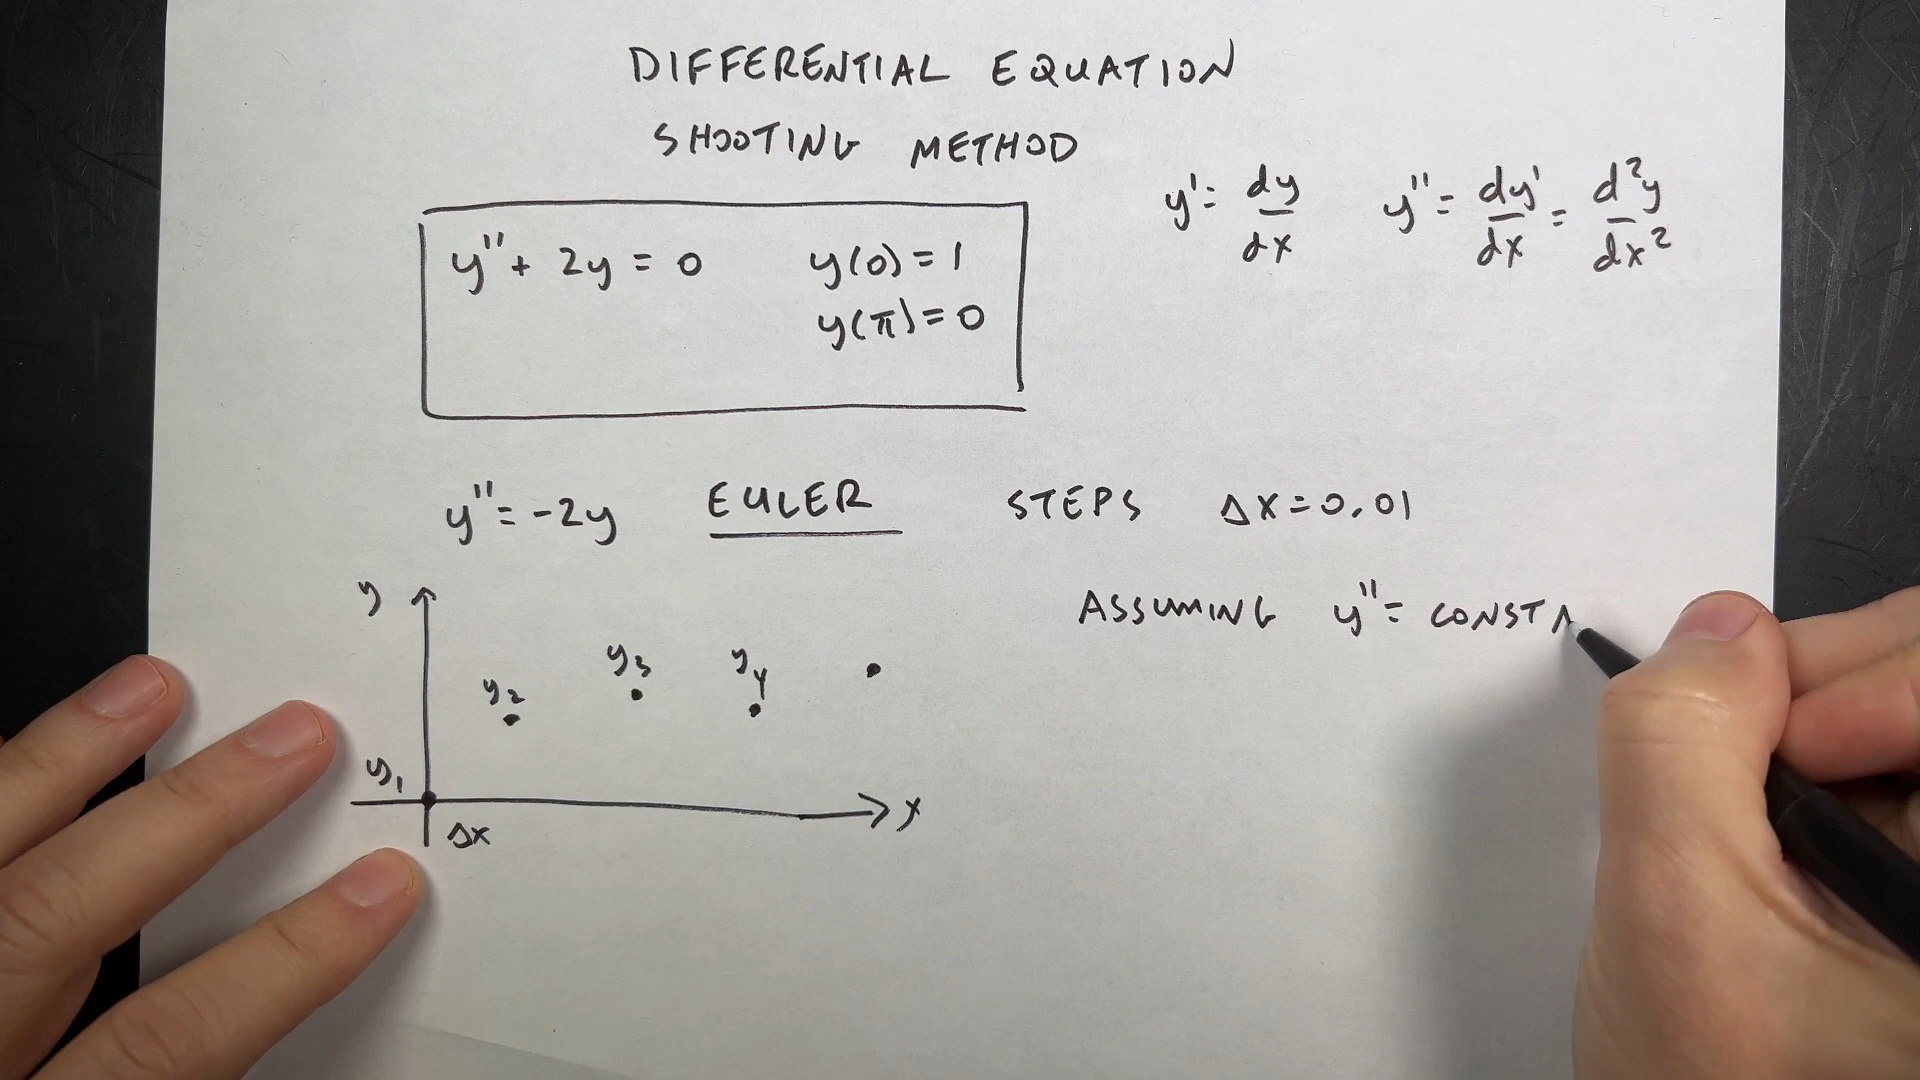 DIFFERENTIAL EQUATION
SHOOTING METHOD
y' = dy/dx   y'' = dy'/dx = d²y/dx²
y'' + 2y = 0   y(0) = 1
y(π) = 0
y'' = -2y   EULER   STEPS   Δx = 0.01
ASSUMING y'' = CONSTA
y
y₂   y₃   y₄
y₁
Δx
x